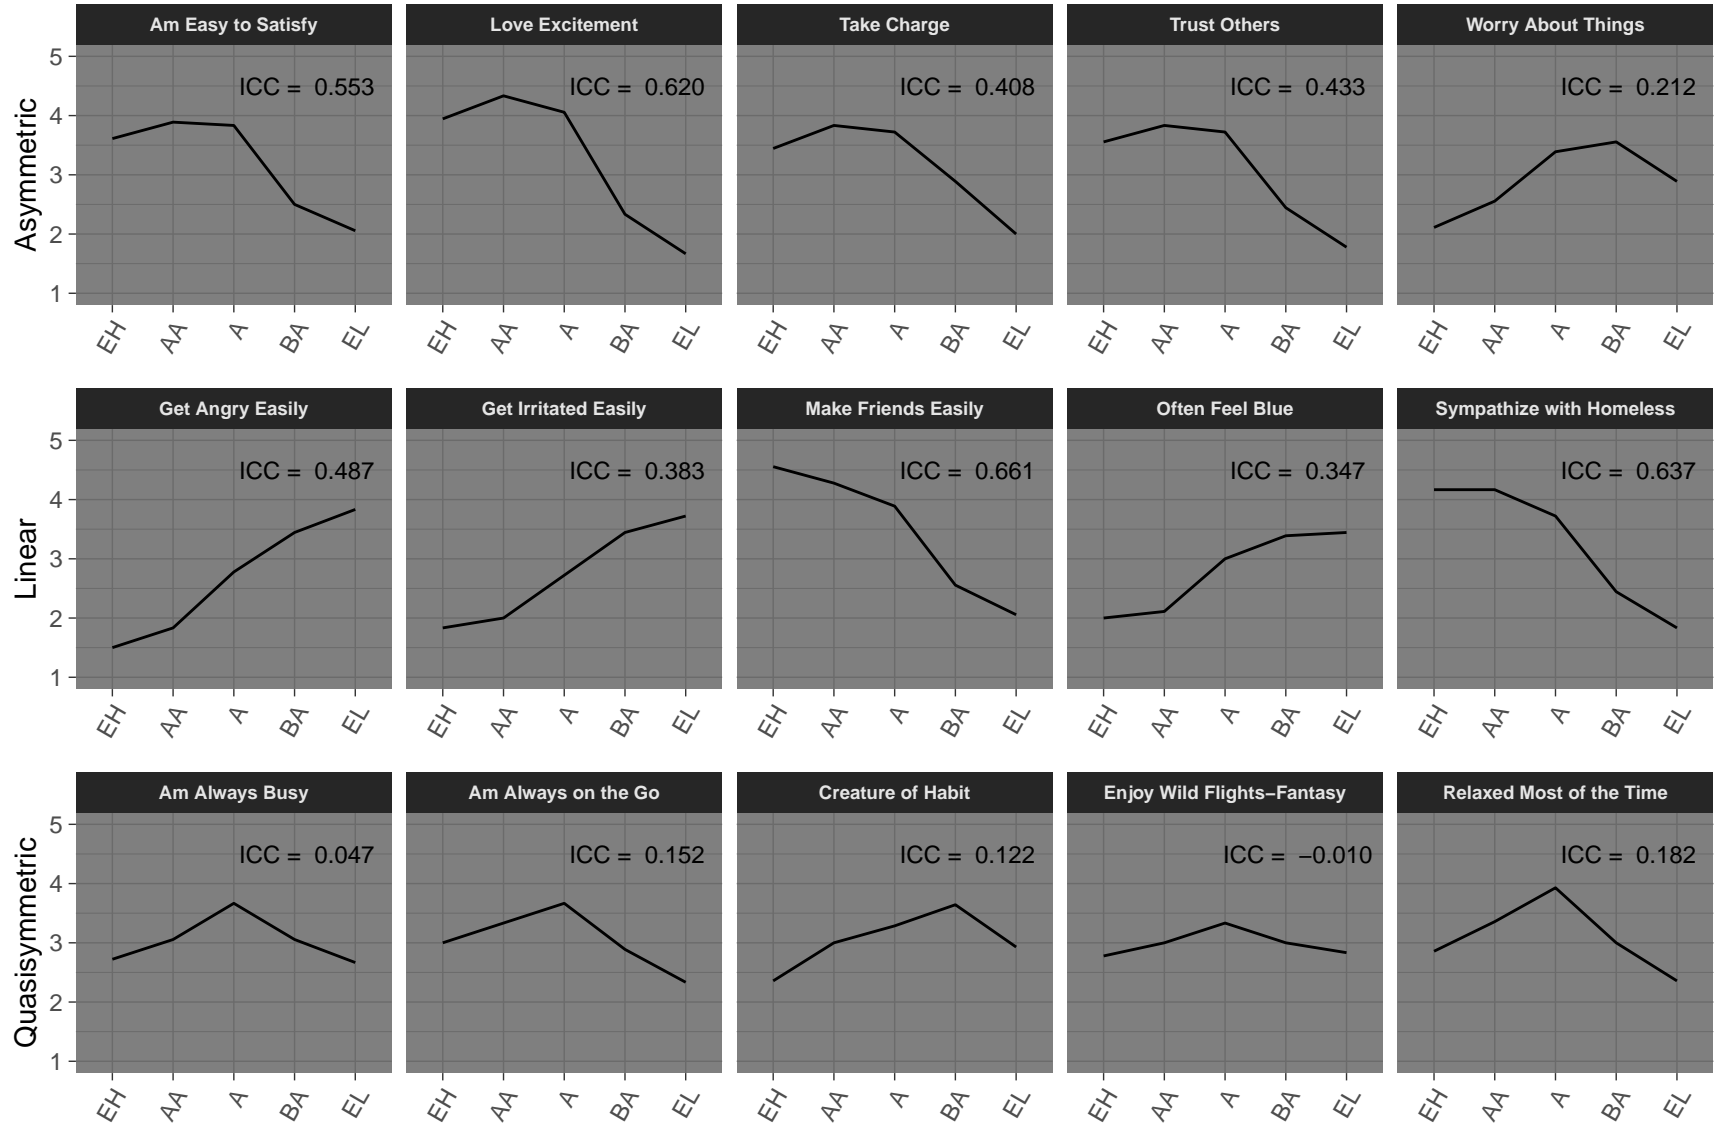 Am Easy to Satisfy Love Excitement Take Charge Trust Others Worry About Things
Asymmetric
5
4
3
2
1
ICC = 0.553 ICC = 0.620 ICC = 0.408 ICC = 0.433 ICC = 0.212
EH AA A BA EL EH AA A BA EL EH AA A BA EL EH AA A BA EL EH AA A BA EL
Get Angry Easily Get Irritated Easily Make Friends Easily Often Feel Blue Sympathize with Homeless
Linear
5
4
3
2
1
ICC = 0.487 ICC = 0.383 ICC = 0.661 ICC = 0.347 ICC = 0.637
EH AA A BA EL EH AA A BA EL EH AA A BA EL EH AA A BA EL EH AA A BA EL
Am Always Busy Am Always on the Go Creature of Habit Enjoy Wild Flights−Fantasy Relaxed Most of the Time
Quasisymmetric
5
4
3
2
1
ICC = 0.047 ICC = 0.152 ICC = 0.122 ICC = −0.010 ICC = 0.182
EH AA A BA EL EH AA A BA EL EH AA A BA EL EH AA A BA EL EH AA A BA EL